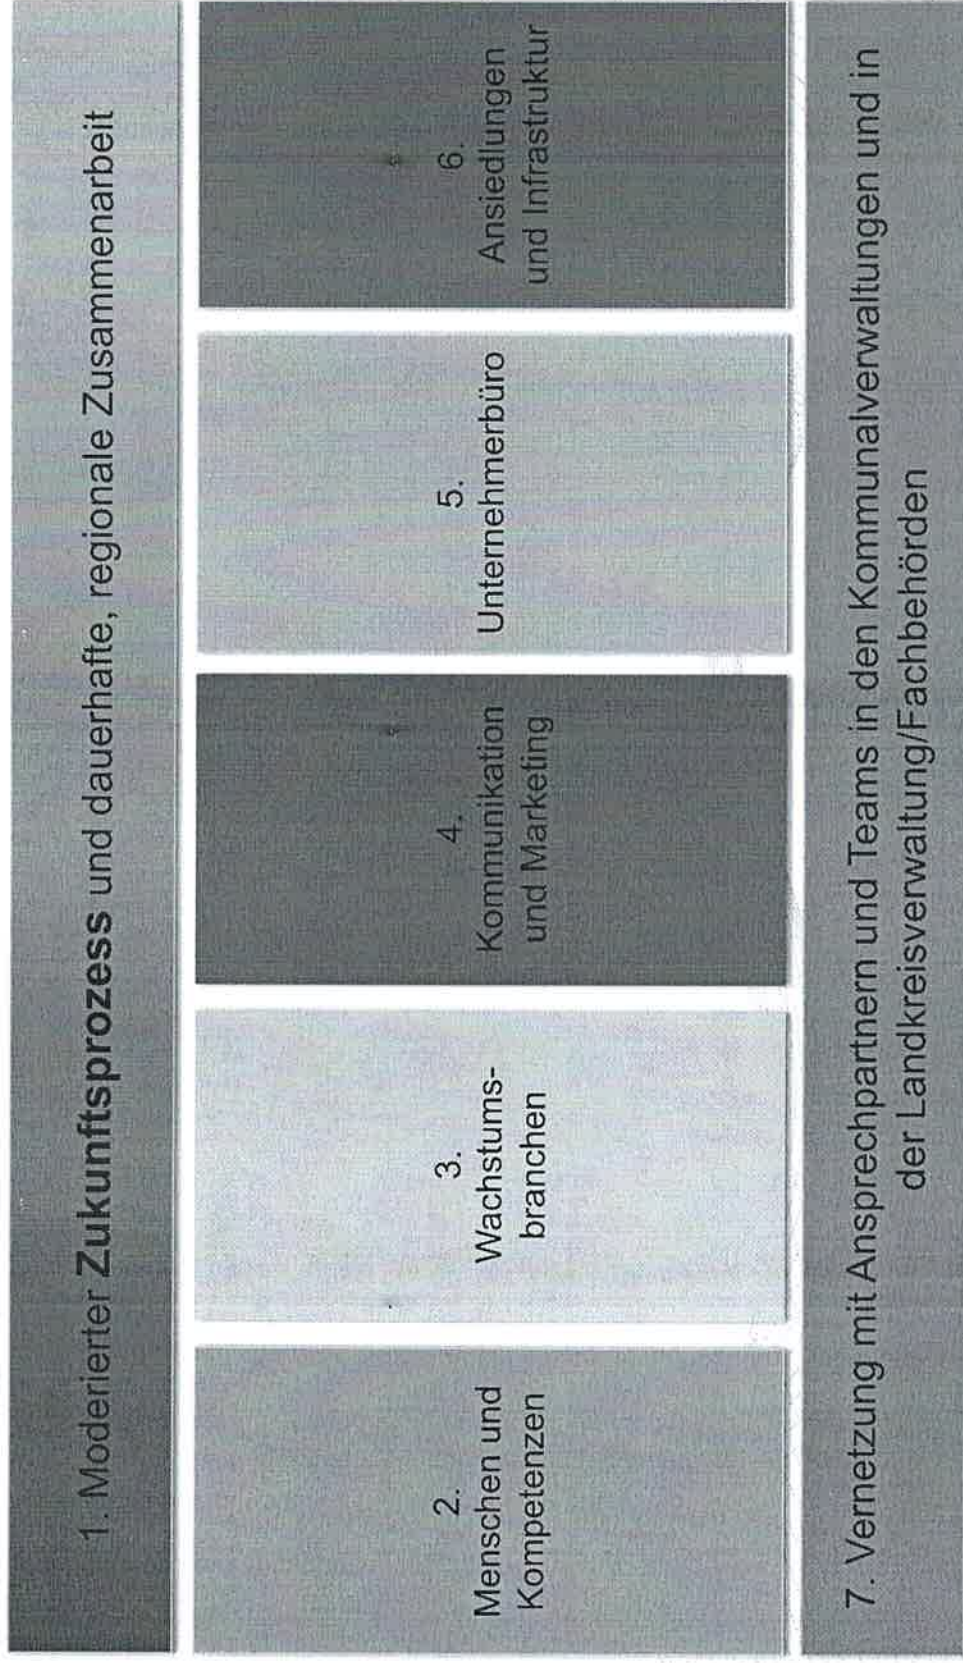 1. Moderierter Zukunftsprozess und dauerhafte, regionale Zusammenarbeit
2.
Menschen und
Kompetenzen
3.
Wachstums-
branchen
4.
Kommunikation
und Marketing
5.
Unternehmerbüro
6.
Ansiedlungen
und Infrastruktur
7. Vernetzung mit Ansprechpartnern und Teams in den Kommunalverwaltungen und in
der Landkreisverwaltung/Fachbehörden